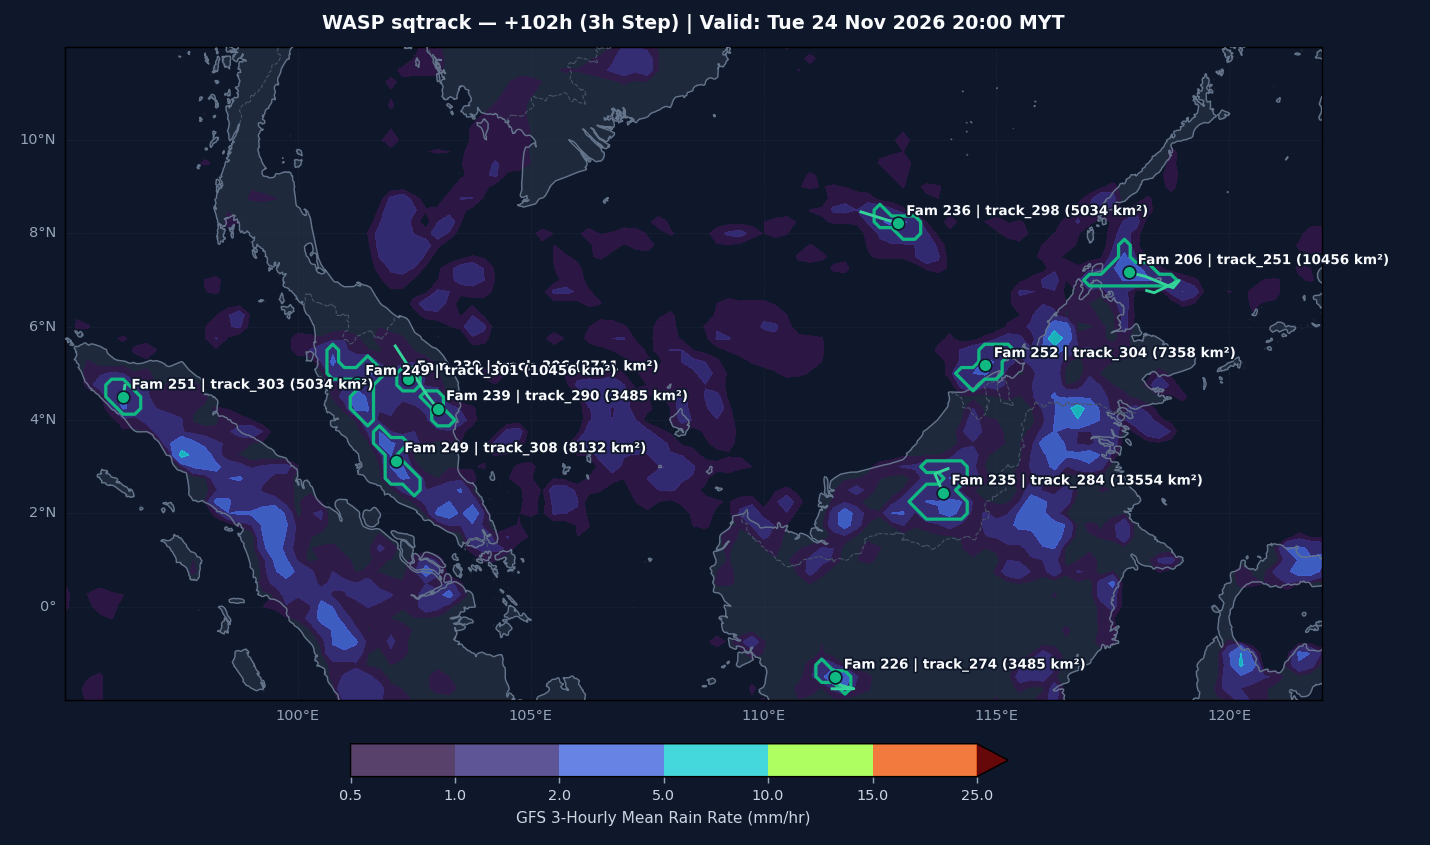 WASP sqtrack — +102h (3h Step) | Valid: Tue 24 Nov 2026 20:00 MYT
10°N
8°N
6°N
4°N
2°N
0°
Fam 236 | track_298 (5034 km²)
Fam 206 | track_251 (10456 km²)
Fam 252 | track_304 (7358 km²)
km²)
Fam 249 | track_301 (10456 km²)
Fam 251 | track_303 (5034 km²)
Fam 239 | track_290 (3485 km²)
Fam 249 | track_308 (8132 km²)
Fam 235 | track_284 (13554 km²)
Fam 226 | track_274 (3485 km²)
100°E 105°E 110°E 115°E 120°E
0.5 1.0 2.0 5.0 10.0 15.0 25.0
GFS 3-Hourly Mean Rain Rate (mm/hr)